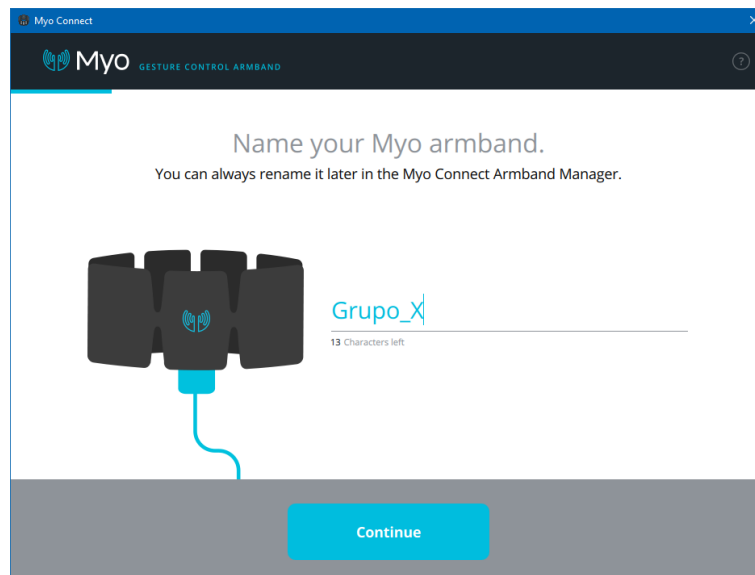 Myo Connect
Myo GESTURE CONTROL ARMBAND
?
Name your Myo armband.
You can always rename it later in the Myo Connect Armband Manager.
Grupo_X
13 Characters left
Continue